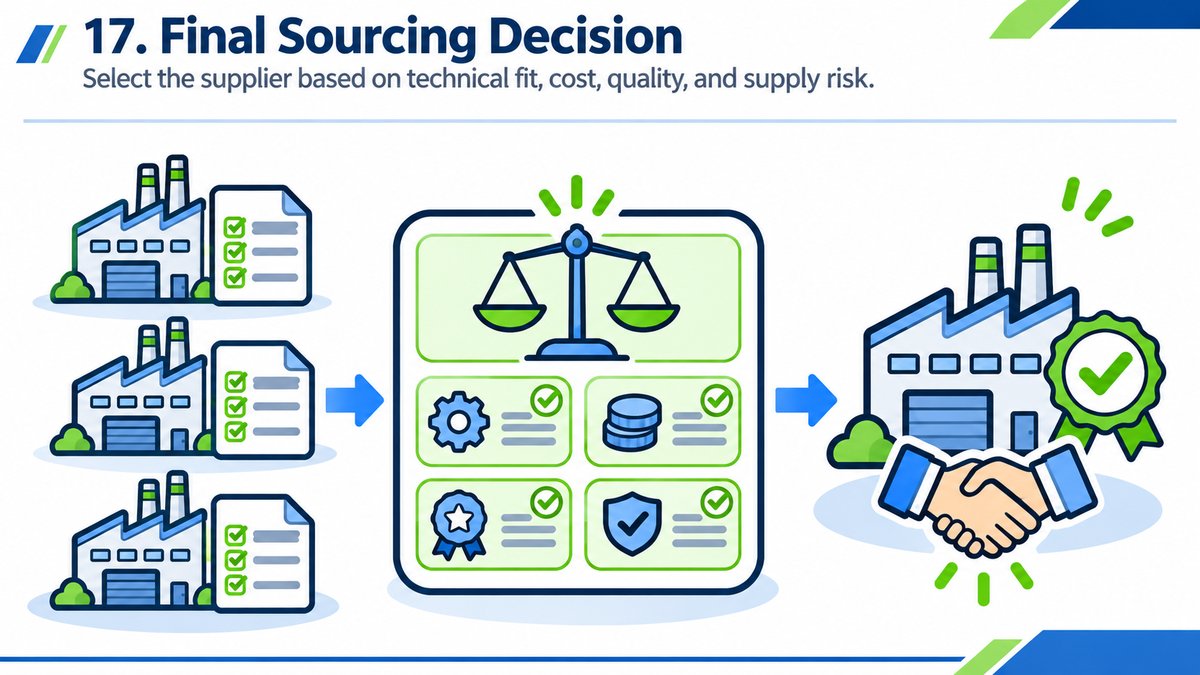 17. Final Sourcing Decision
Select the supplier based on technical fit, cost, quality, and supply risk.